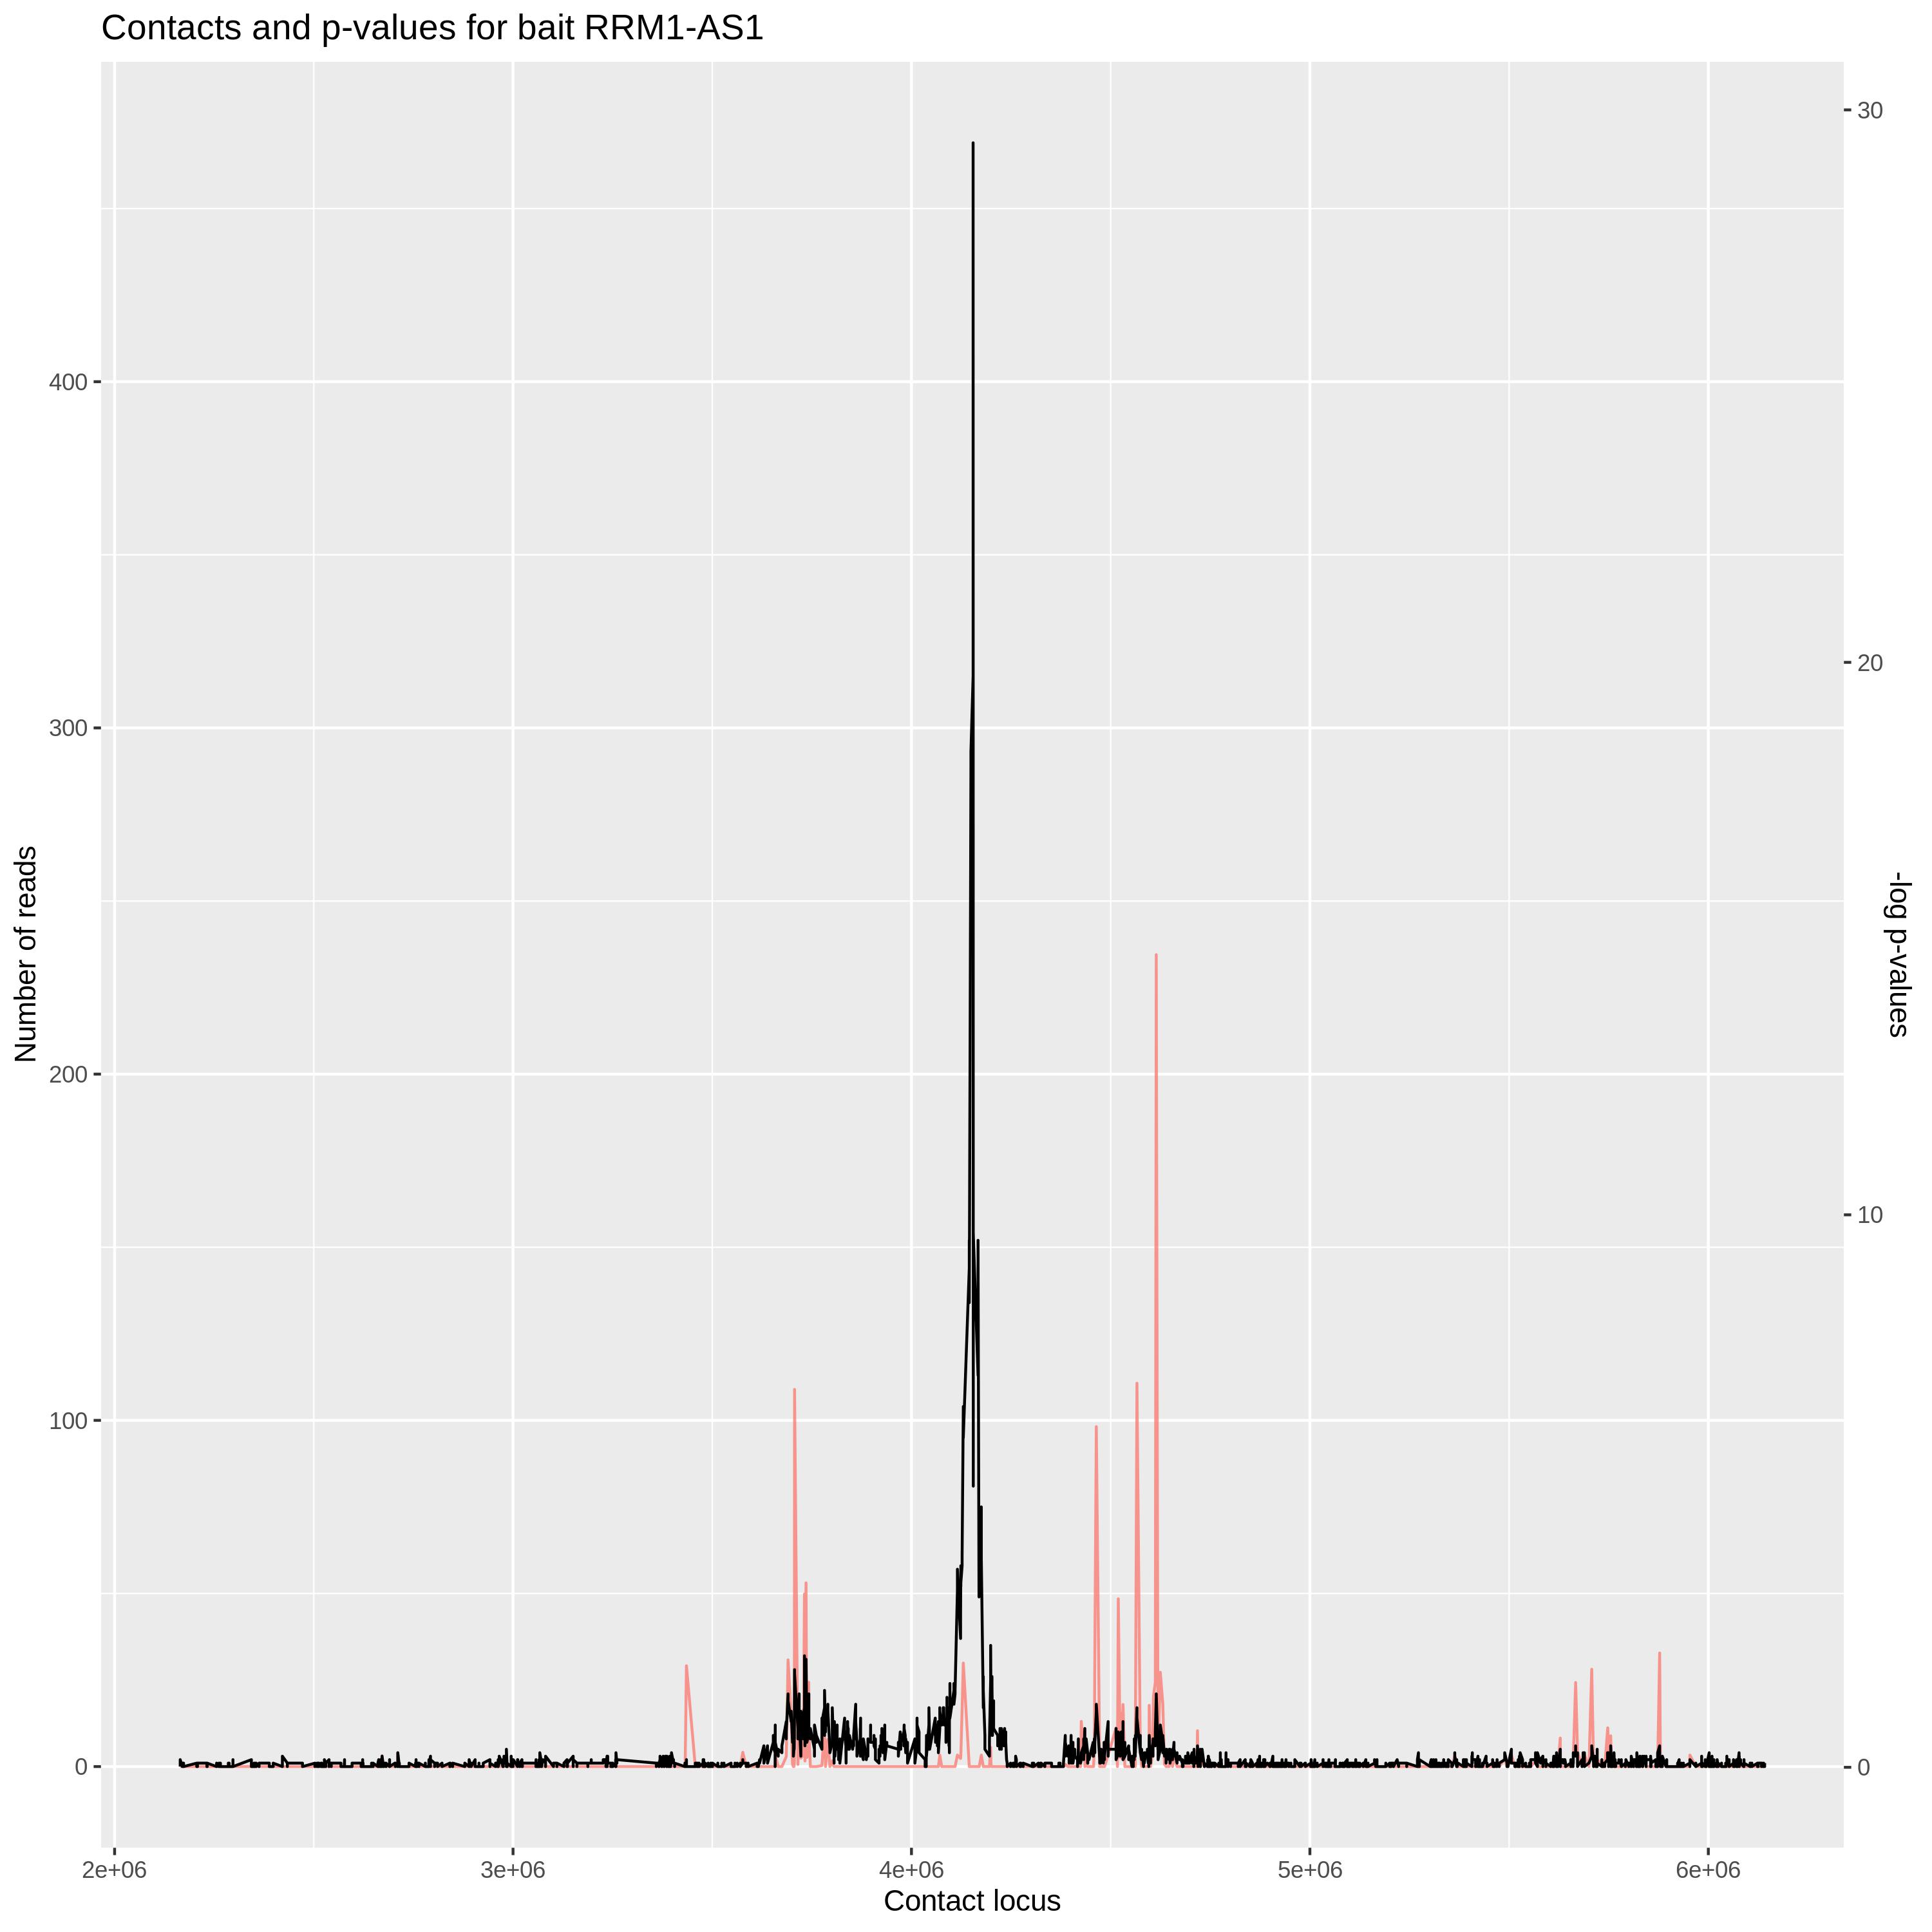 Contacts and p-values for bait RRM1-AS1
Number of reads
400
300
200
100
0
30
20
10
0
-log p-values
2e+06 3e+06 4e+06 5e+06 6e+06
Contact locus